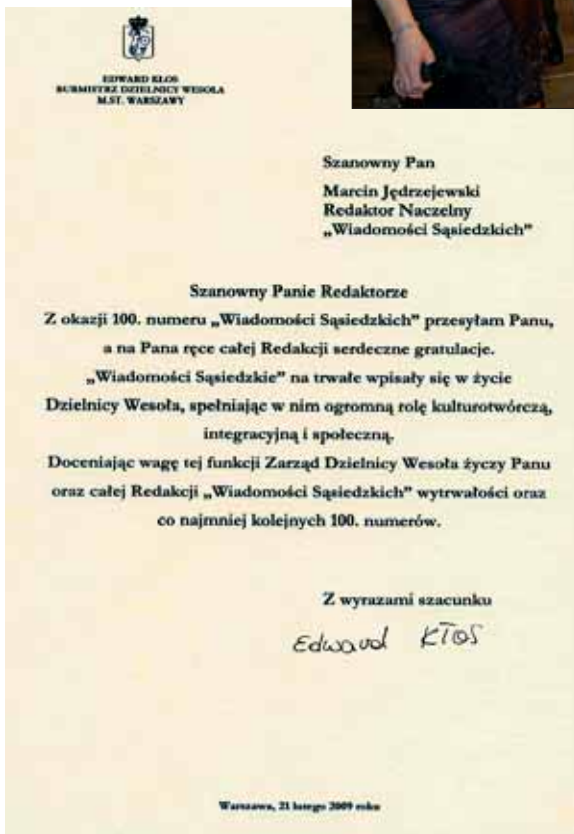 EDWARD KŁOS
BURMISTRZ DZIELNICY WESOŁA
M.ST. WARSZAWY
Szanowny Pan
Marcin Jędrzejewski
Redaktor Naczelny
„Wiadomości Sąsiedzkich”
Szanowny Panie Redaktorze
Z okazji 100. numeru „Wiadomości Sąsiedzkich” przesyłam Panu,
a na Pana ręce całej Redakcji serdeczne gratulacje.
„Wiadomości Sąsiedzkie” na trwałe wpisały się w życie
Dzielnicy Wesoła, spełniając w nim ogromną rolę kulturotwórczą,
integracyjną i społeczną.
Doceniając wagę tej funkcji Zarząd Dzielnicy Wesoła życzy Panu
oraz całej Redakcji „Wiadomości Sąsiedzkich” wytrwałości oraz
co najmniej kolejnych 100. numerów.
Z wyrazami szacunku
Edward Kłos
Warszawa, 21 lutego 2009 roku